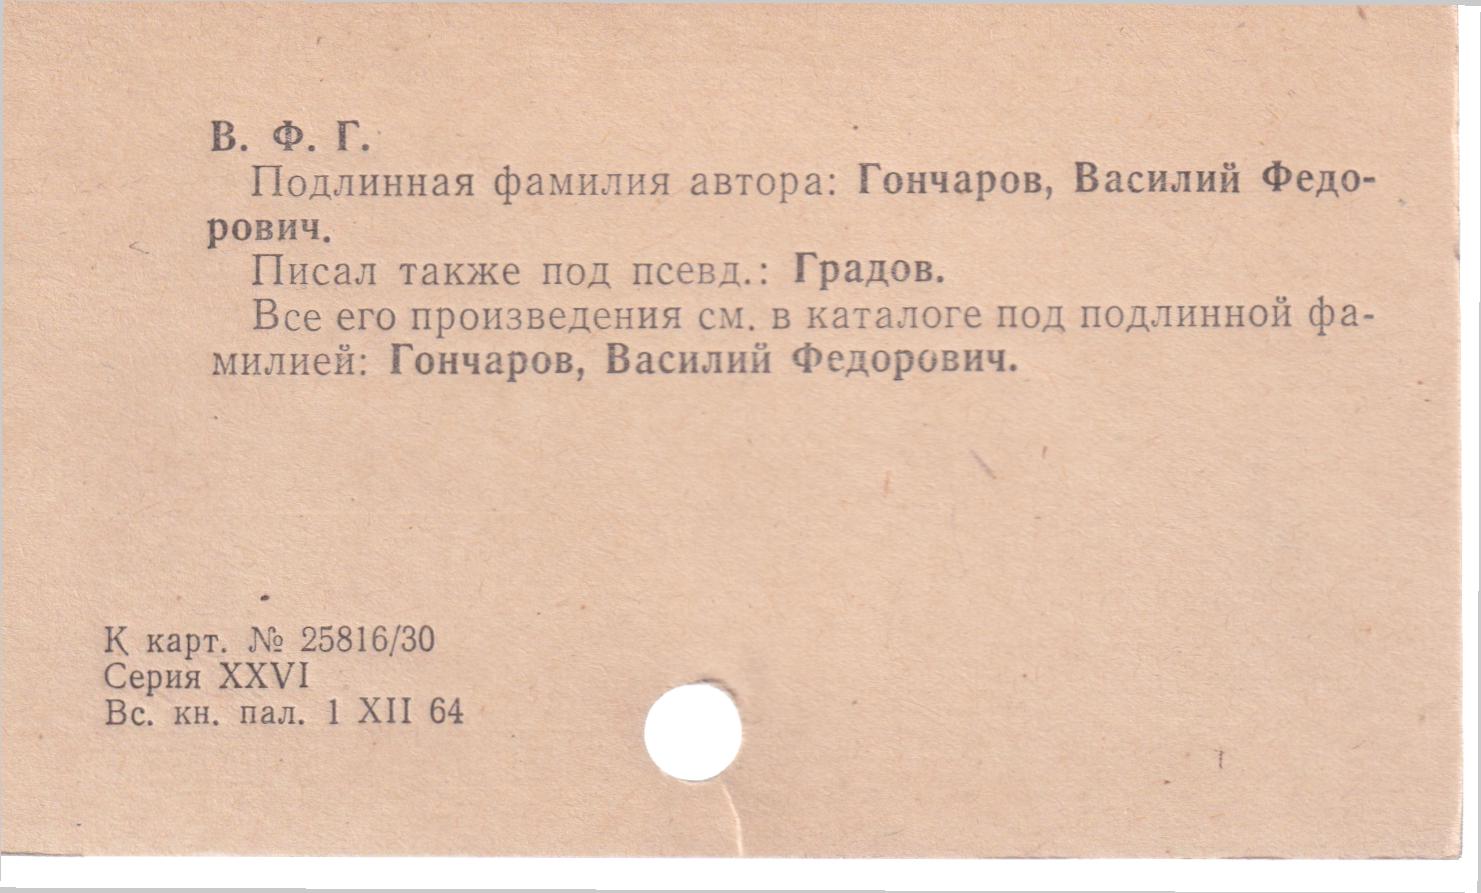 В. Ф. Г.
Подлинная фамилия автора: Гончаров, Василий Федо-
рович.
Писал также под псевд.: Градов.
Все его произведения см. в каталоге под подлинной фа-
милией: Гончаров, Василий Федорович.
К карт. № 25816/30
Серия XXVI
Вс. кн. пал. 1 XII 64